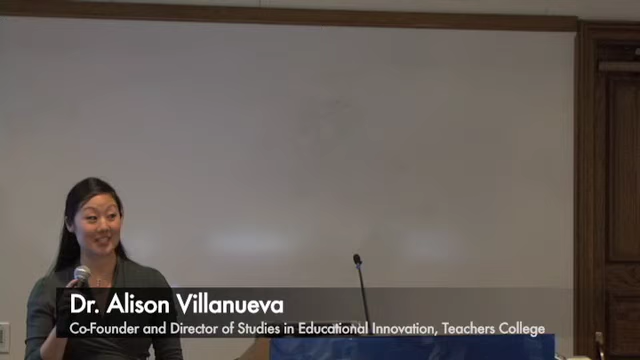 Dr. Alison Villanueva
Co-Founder and Director of Studies in Educational Innovation, Teachers College